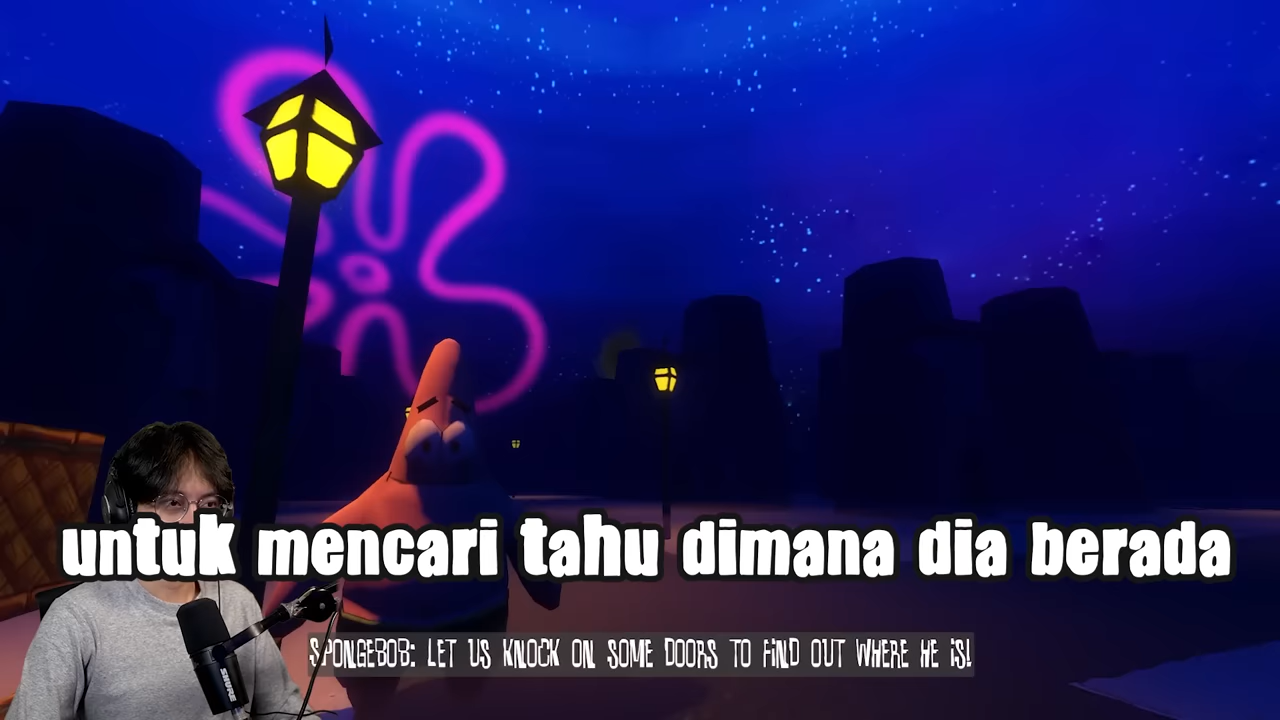 untuk mencari tahu dimana dia berada
SPONGEBOB: LET US KNOCK ON SOME DOORS TO FIND OUT WHERE HE IS!
SHURE